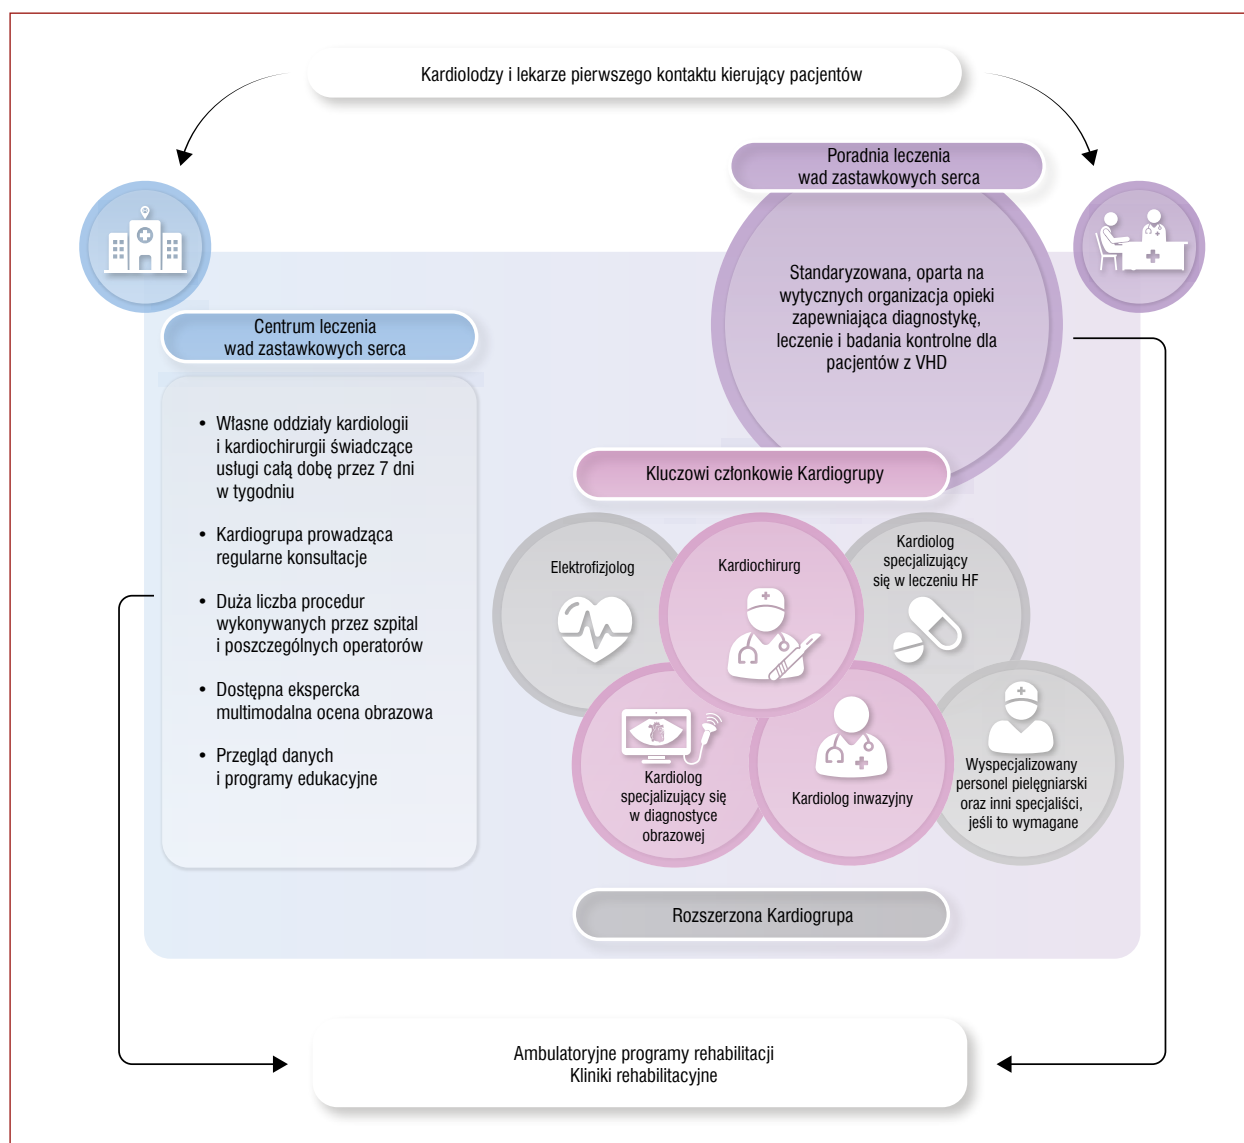 Kardiolodzy i lekarze pierwszego kontaktu kierujący pacjentów
Poradnia leczenia
wad zastawkowych serca
Standaryzowana, oparta na
wytycznych organizacja opieki
zapewniająca diagnostykę,
leczenie i badania kontrolne dla
pacjentów z VHD
Centrum leczenia
wad zastawkowych serca
• Własne oddziały kardiologii
i kardiochirurgii świadczące
usługi całą dobę przez 7 dni
w tygodniu
• Kardiogrupa prowadząca
regularne konsultacje
• Duża liczba procedur
wykonywanych przez szpital
i poszczególnych operatorów
• Dostępna ekspercka
multimodalna ocena obrazowa
• Przegląd danych
i programy edukacyjne
Kluczowi członkowie Kardiogrupy
Elektrofizjolog
Kardiochirurg
Kardiolog
specjalizujący
się w leczeniu HF
Kardiolog
specjalizujący się
w diagnostyce
obrazowej
Kardiolog inwazyjny
Wyspecjalizowany
personel pielęgniarski
oraz inni specjaliści,
jeśli to wymagane
Rozszerzona Kardiogrupa
Ambulatoryjne programy rehabilitacji
Kliniki rehabilitacyjne